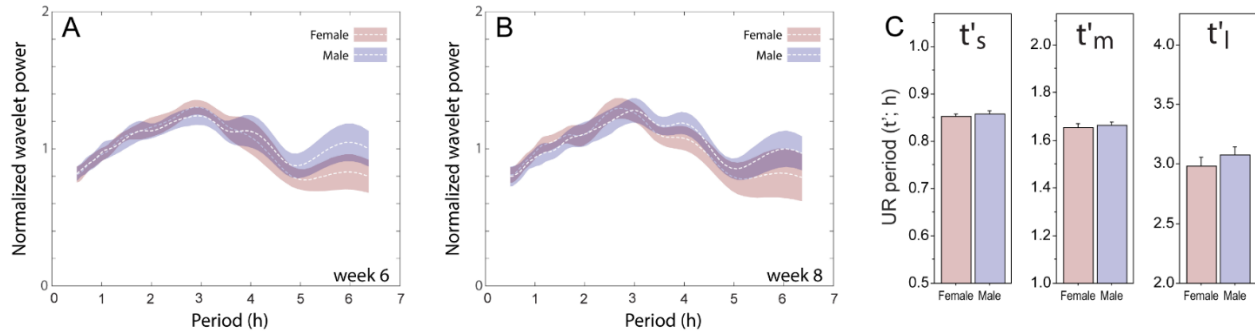 A
Normalized wavelet power
2
1
0
Female
Male
week 6
0 1 2 3 4 5 6 7
Period (h)
B
Normalized wavelet power
2
1
0
Female
Male
week 8
0 1 2 3 4 5 6 7
Period (h)
C
UR period (t'; h)
t's
1.0
0.9
0.8
0.7
0.6
0.5
Female Male
t'm
2.0
1.8
1.6
1.4
1.2
1.0
Female Male
t'l
4.0
3.5
3.0
2.5
2.0
Female Male